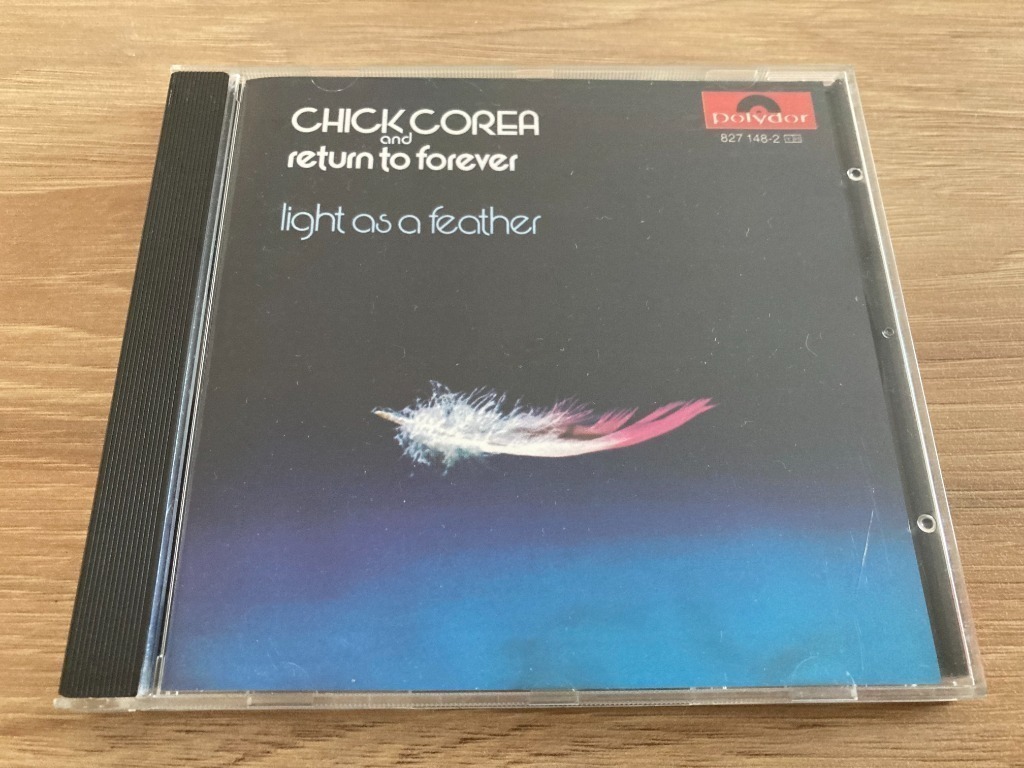 CHICK COREA
and
return to forever
light as a feather
polydor
827 148-2